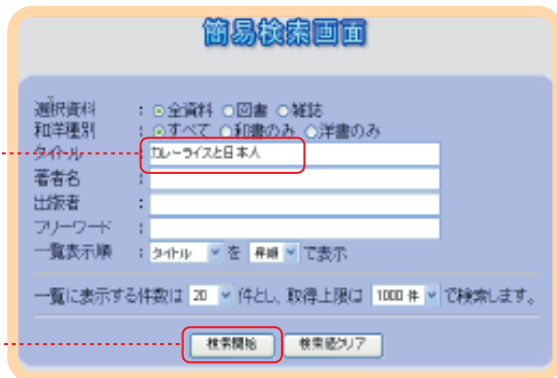 簡易検索画面
選択資料 : 全資料 図書 雑誌
和洋種別 : すべて 和書のみ 洋書のみ
タイトル : カレーライスと日本人
著者名 :
出版者 :
フリーワード :
一覧表示順 : タイトル を 昇順 で表示
一覧に表示する件数は 20 件とし、取得上限は 1000 件 で検索します。
検索開始 検索値クリア